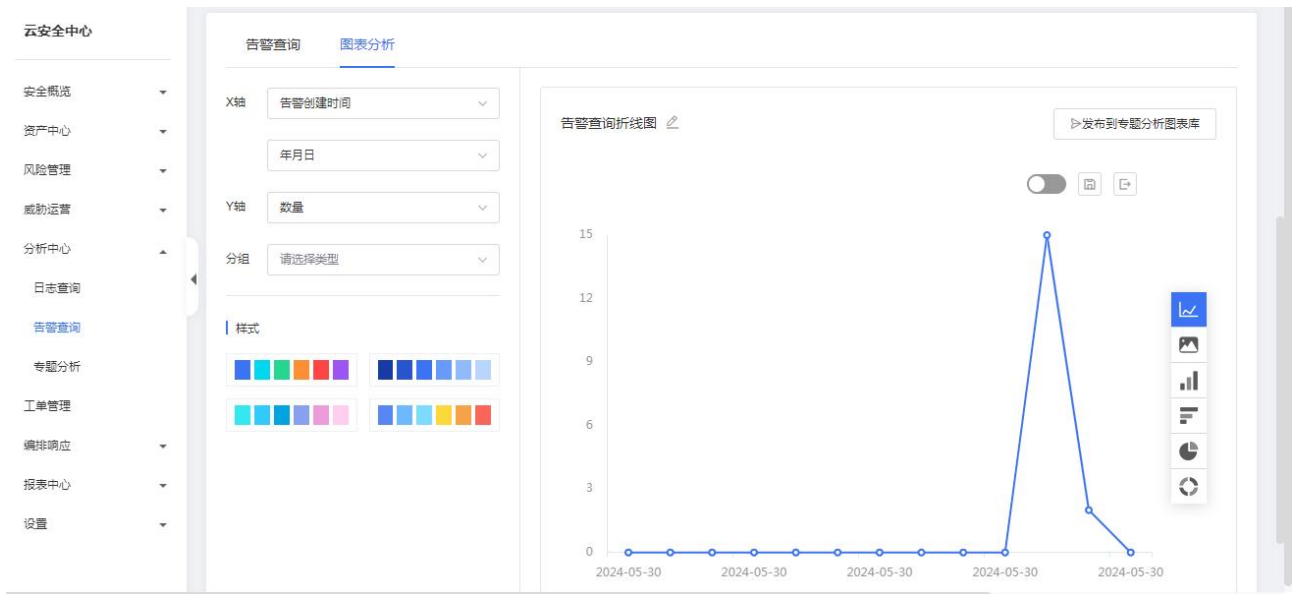 云安全中心
安全概览
资产中心
风险管理
威胁运营
分析中心
日志查询
告警查询
专题分析
工单管理
编排响应
报表中心
设置
告警查询 图表分析
X轴 告警创建时间
年月日
Y轴 数量
分组 请选择类型
样式
告警查询折线图
发布到专题分析图表库
15
12
9
6
3
0
2024-05-30 2024-05-30 2024-05-30 2024-05-30 2024-05-30